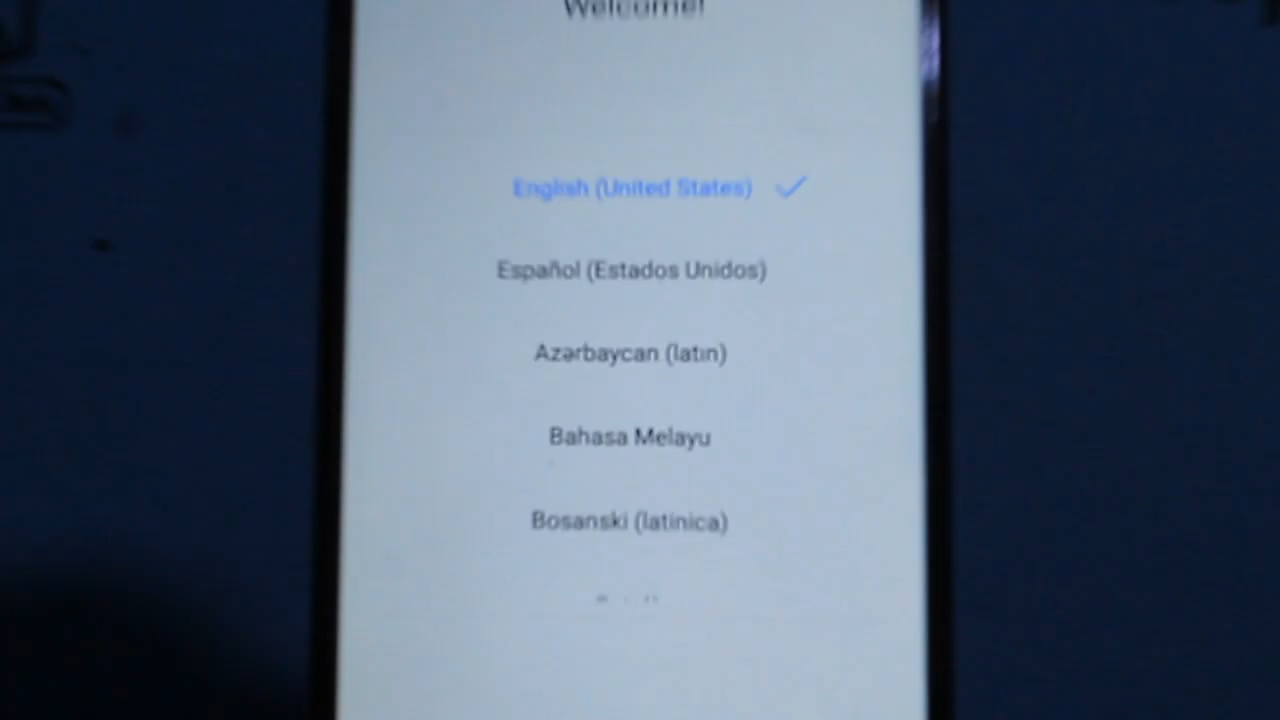 Welcome!
English (United States)
Español (Estados Unidos)
Azərbaycan (latın)
Bahasa Melayu
Bosanski (latinica)